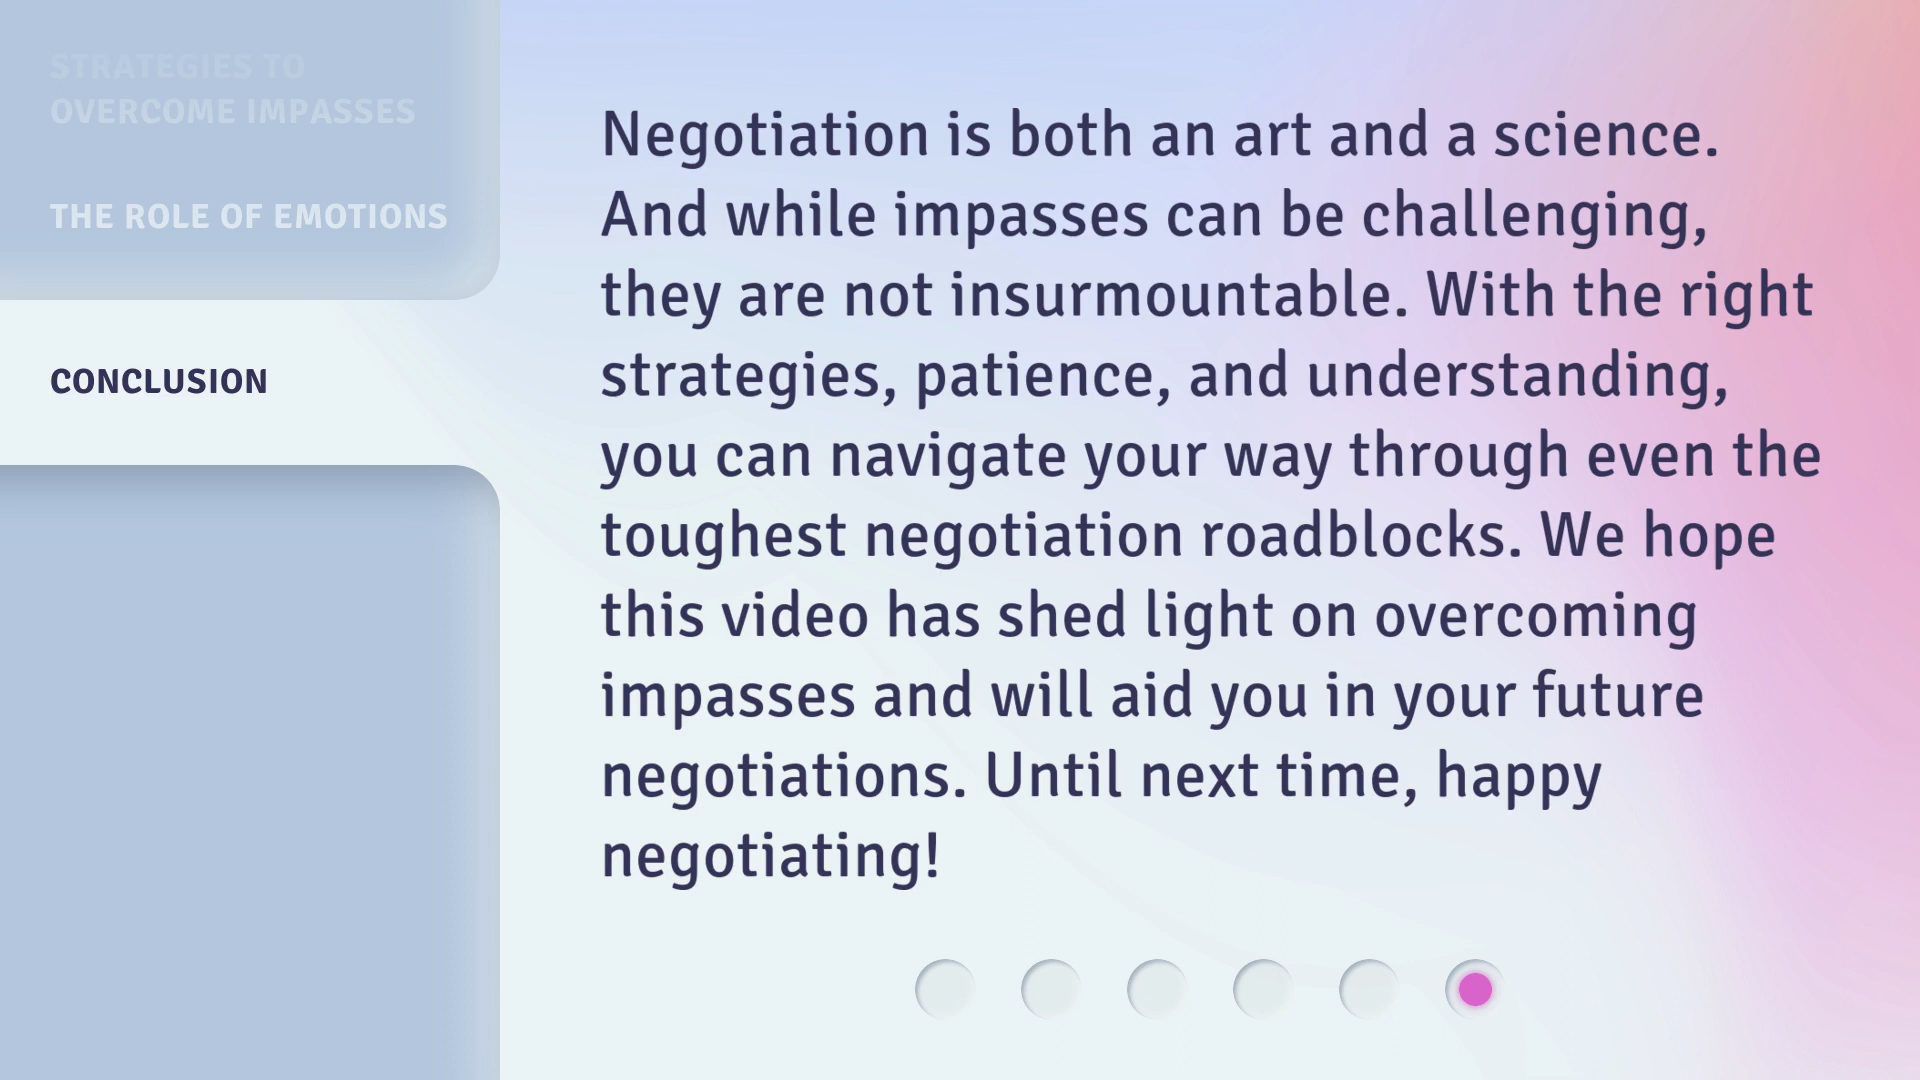 STRATEGIES TO
OVERCOME IMPASSES
THE ROLE OF EMOTIONS
CONCLUSION
Negotiation is both an art and a science.
And while impasses can be challenging,
they are not insurmountable. With the right
strategies, patience, and understanding,
you can navigate your way through even the
toughest negotiation roadblocks. We hope
this video has shed light on overcoming
impasses and will aid you in your future
negotiations. Until next time, happy
negotiating!